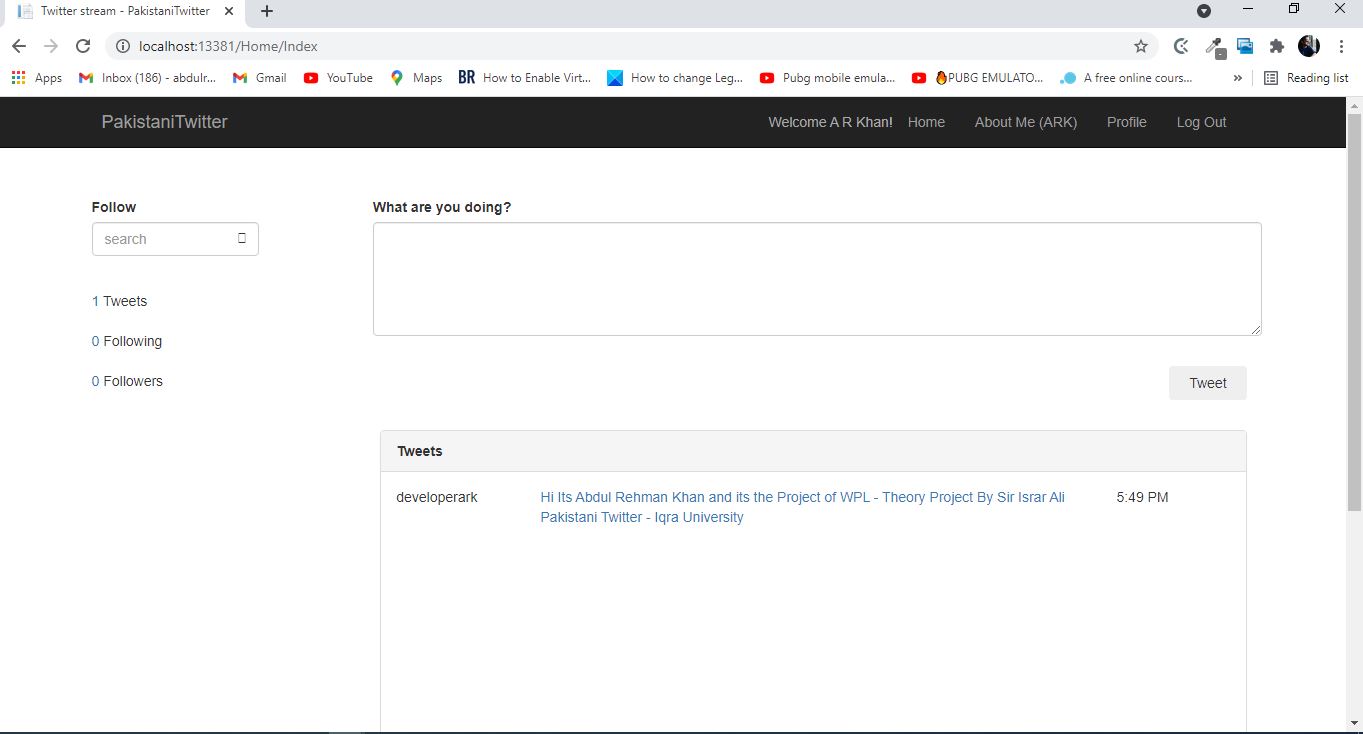 Twitter stream - PakistaniTwitter
localhost:13381/Home/Index
Apps Inbox (186) - abdulr... Gmail YouTube Maps BR How to Enable Virt... How to change Leg... Pubg mobile emula... PUBG EMULATO... A free online cours... » Reading list
PakistaniTwitter Welcome A R Khan! Home About Me (ARK) Profile Log Out
Follow
search
1 Tweets
0 Following
0 Followers
What are you doing?
Tweet
Tweets
developerark Hi Its Abdul Rehman Khan and its the Project of WPL - Theory Project By Sir Israr Ali 5:49 PM
Pakistani Twitter - Iqra University